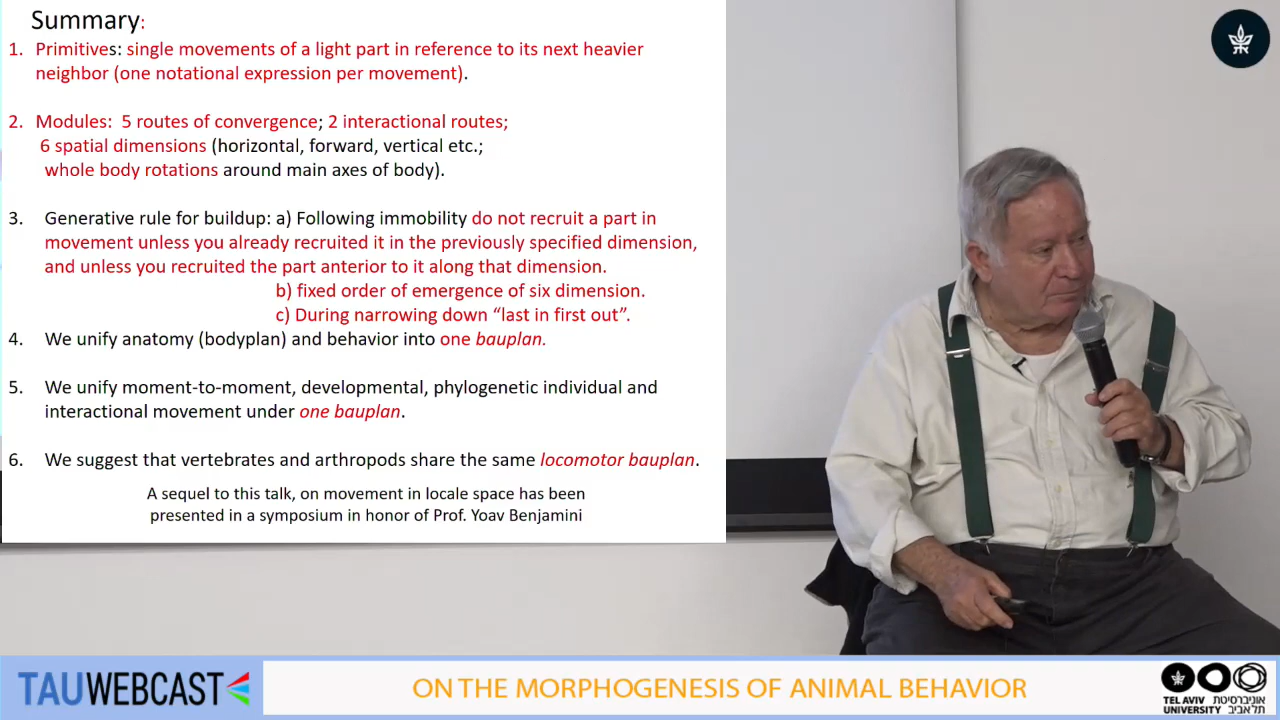 Summary:
1. Primitives: single movements of a light part in reference to its next heavier
neighbor (one notational expression per movement).
2. Modules: 5 routes of convergence; 2 interactional routes;
6 spatial dimensions (horizontal, forward, vertical etc.;
whole body rotations around main axes of body).
3. Generative rule for buildup: a) Following immobility do not recruit a part in
movement unless you already recruited it in the previously specified dimension,
and unless you recruited the part anterior to it along that dimension.
b) fixed order of emergence of six dimension.
c) During narrowing down “last in first out”.
4. We unify anatomy (bodyplan) and behavior into one bauplan.
5. We unify moment-to-moment, developmental, phylogenetic individual and
interactional movement under one bauplan.
6. We suggest that vertebrates and arthropods share the same locomotor bauplan.
A sequel to this talk, on movement in locale space has been
presented in a symposium in honor of Prof. Yoav Benjamini
TAUWEBCAST
ON THE MORPHOGENESIS OF ANIMAL BEHAVIOR
TEL AVIV אוניברסיטת
UNIVERSITY תל אביב